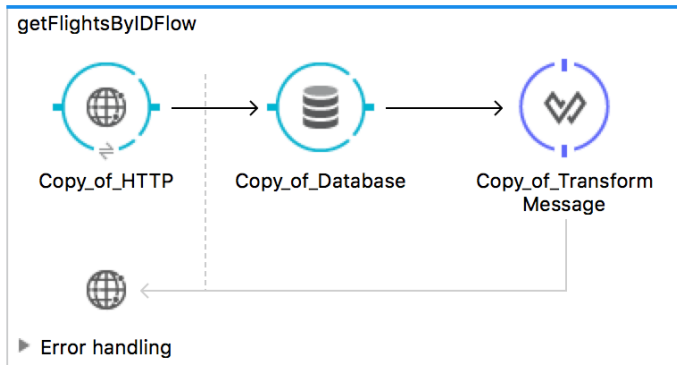 getFlightsByIDFlow
Copy_of_HTTP
Copy_of_Database
Copy_of_Transform
Message
Error handling